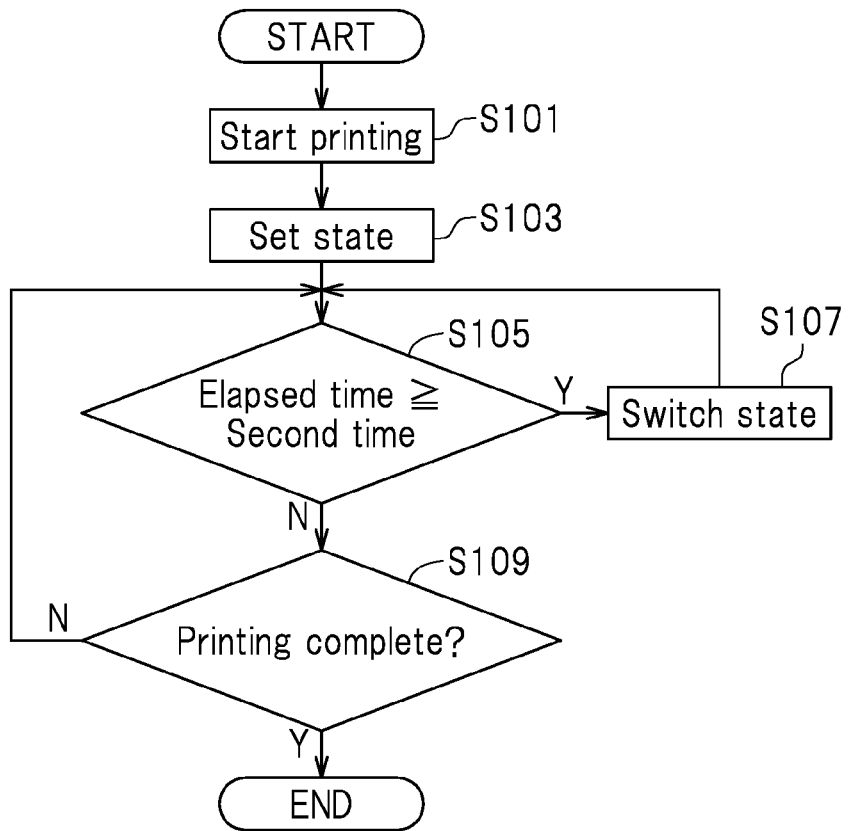 START
Start printing
S101
Set state
S103
S105
Elapsed time ≧
Second time
Y
S107
Switch state
N
S109
Printing complete?
N
Y
END